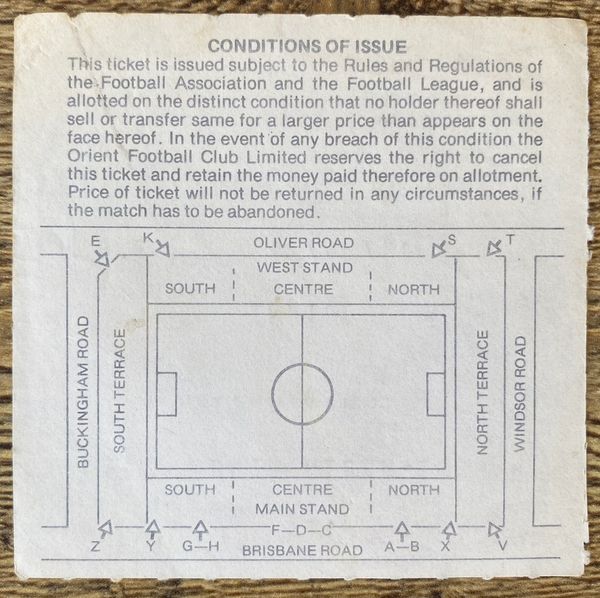 CONDITIONS OF ISSUE
This ticket is issued subject to the Rules and Regulations of
the Football Association and the Football League, and is
allotted on the distinct condition that no holder thereof shall
sell or transfer same for a larger price than appears on the
face hereof. In the event of any breach of this condition the
Orient Football Club Limited reserves the right to cancel
this ticket and retain the money paid therefore on allotment.
Price of ticket will not be returned in any circumstances, if
the match has to be abandoned.
E K OLIVER ROAD S T
WEST STAND
SOUTH CENTRE NORTH
BUCKINGHAM ROAD
SOUTH TERRACE
NORTH TERRACE
WINDSOR ROAD
SOUTH CENTRE NORTH
MAIN STAND
F—D—C
Z Y G—H BRISBANE ROAD A—B X V